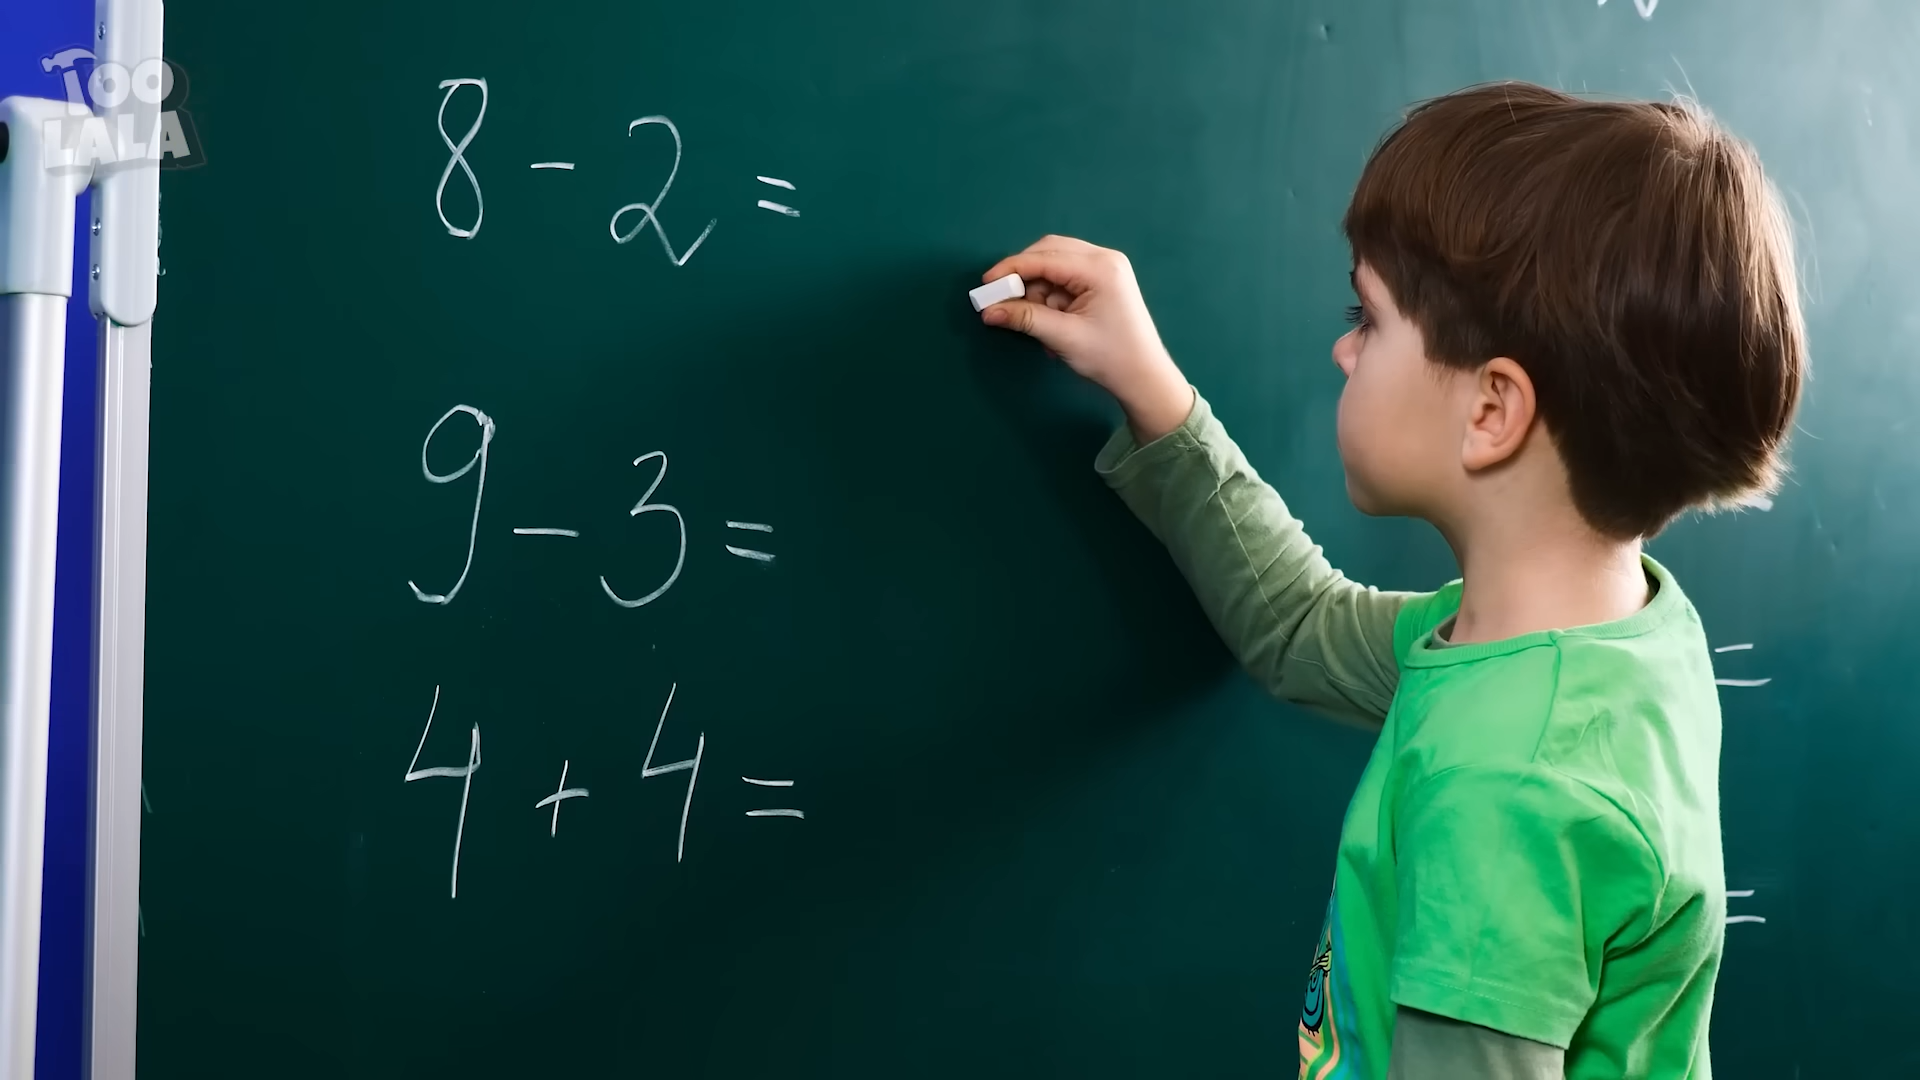 TOO
LALA
8 - 2 =
9 - 3 =
4 + 4 =
=
=